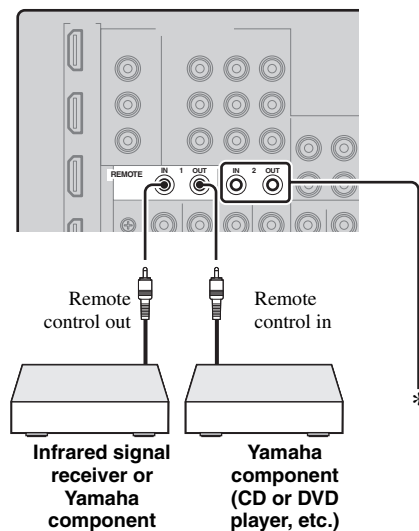 REMOTE IN 1 OUT IN 2 OUT
Remote
control out
Remote
control in
*
Infrared signal
receiver or
Yamaha
component
Yamaha
component
(CD or DVD
player, etc.)